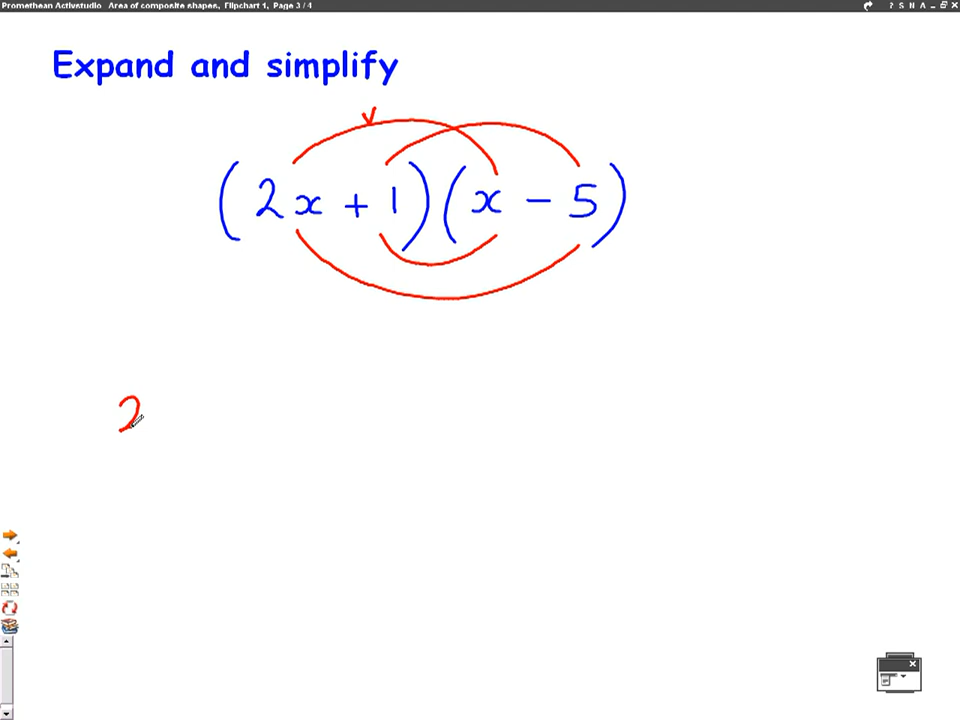 Promethean Activstudio Area of composite shapes, Flipchart 1, Page 3 / 4
? S N A
Expand and simplify
(2x + 1)(x - 5)
2